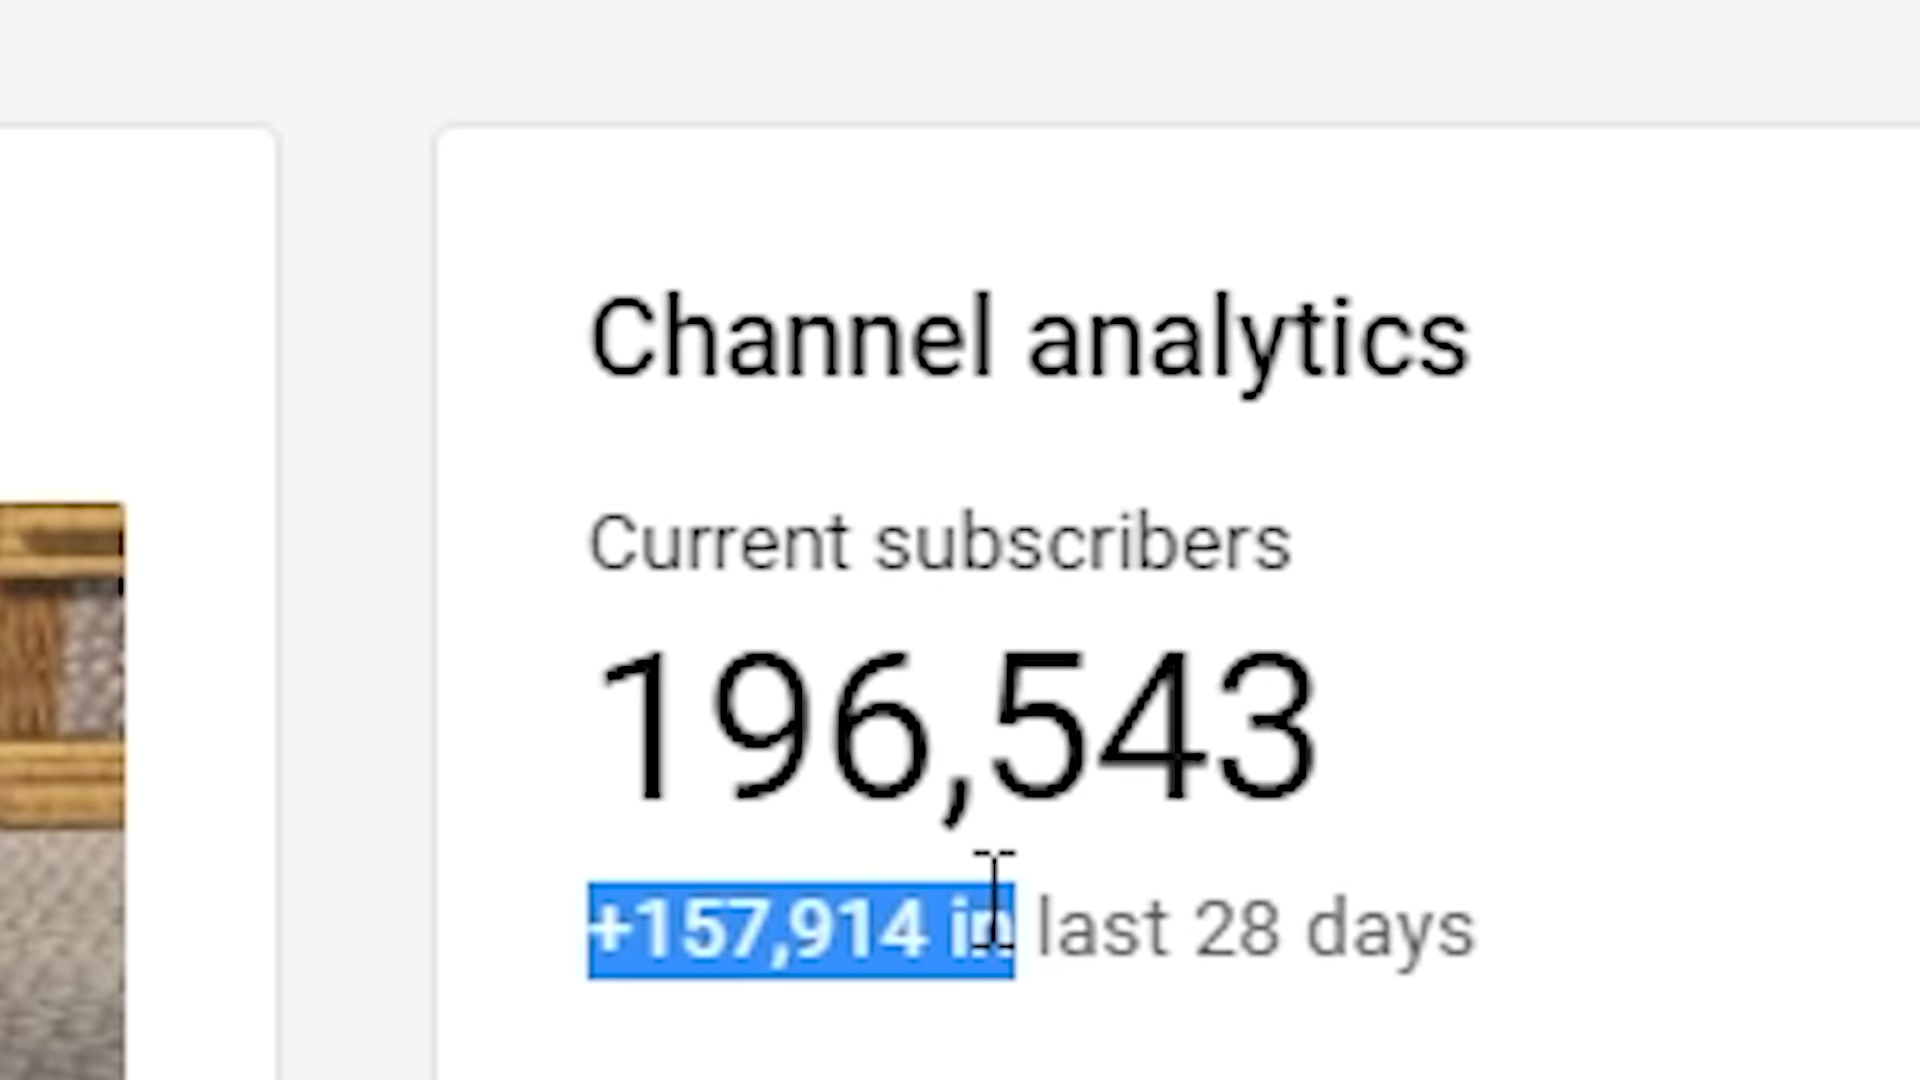 Channel analytics
Current subscribers
196,543
+157,914 in last 28 days